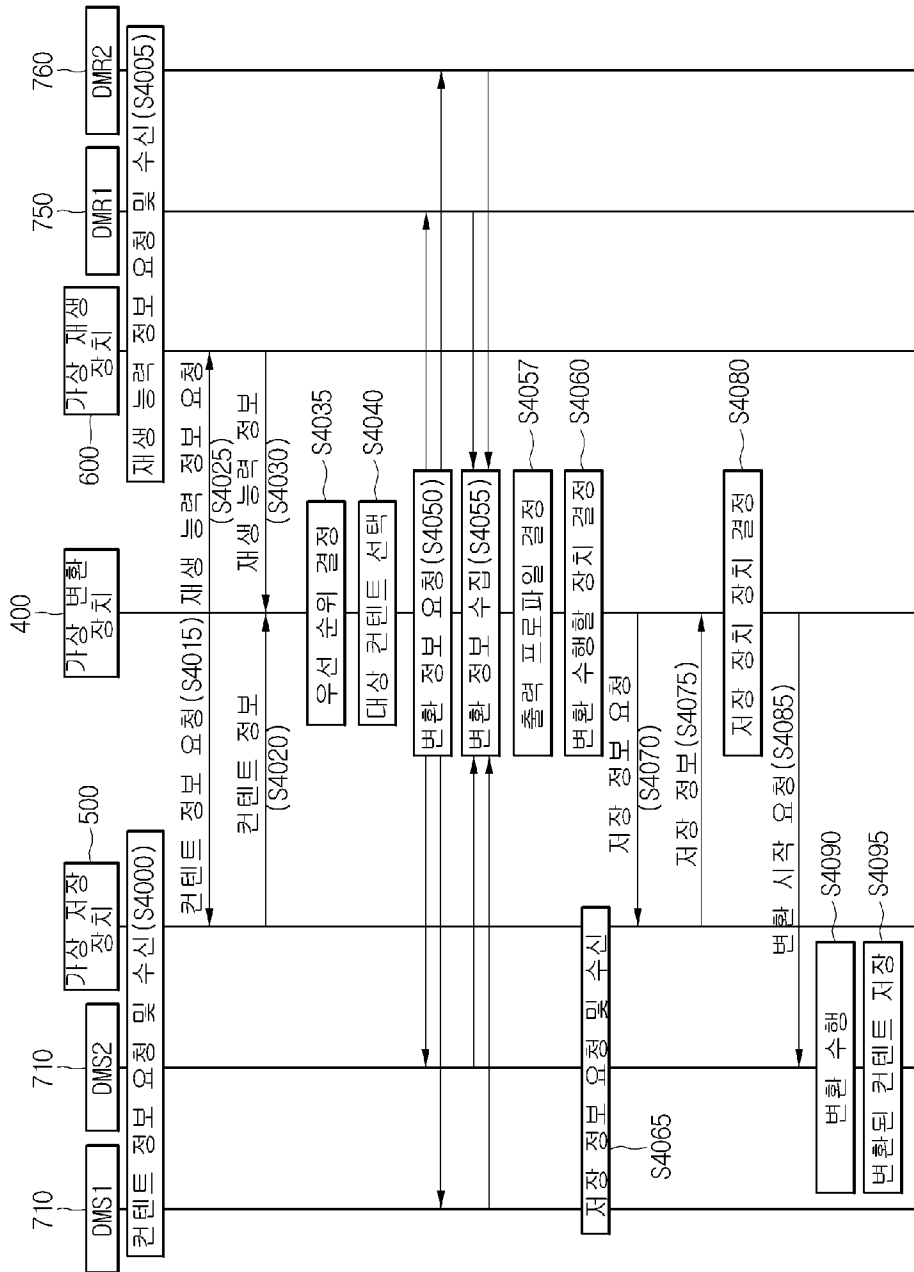 710
710
500
400
600
750
760
DMS1
DMS2
가상 저장
장치
가상 변환
장치
가상 재생
장치
DMR1
DMR2
컨텐트 정보 요청 및 수신(S4000)
재생 능력 정보 요청 및 수신(S4005)
컨텐트 정보 요청(S4015)
재생 능력 정보 요청
(S4025)
컨텐트 정보
(S4020)
재생 능력 정보
(S4030)
우선 순위 결정
S4035
대상 컨텐트 선택
S4040
변환 정보 요청(S4050)
변환 정보 수집(S4055)
출력 프로파일 결정
S4057
변환 수행할 장치 결정
S4060
저장 정보 요청 및 수신
S4065
저장 정보 요청
(S4070)
저장 정보(S4075)
저장 장치 장치 결정
S4080
변환 시작 요청(S4085)
변환 수행
S4090
변환된 컨텐트 저장
S4095